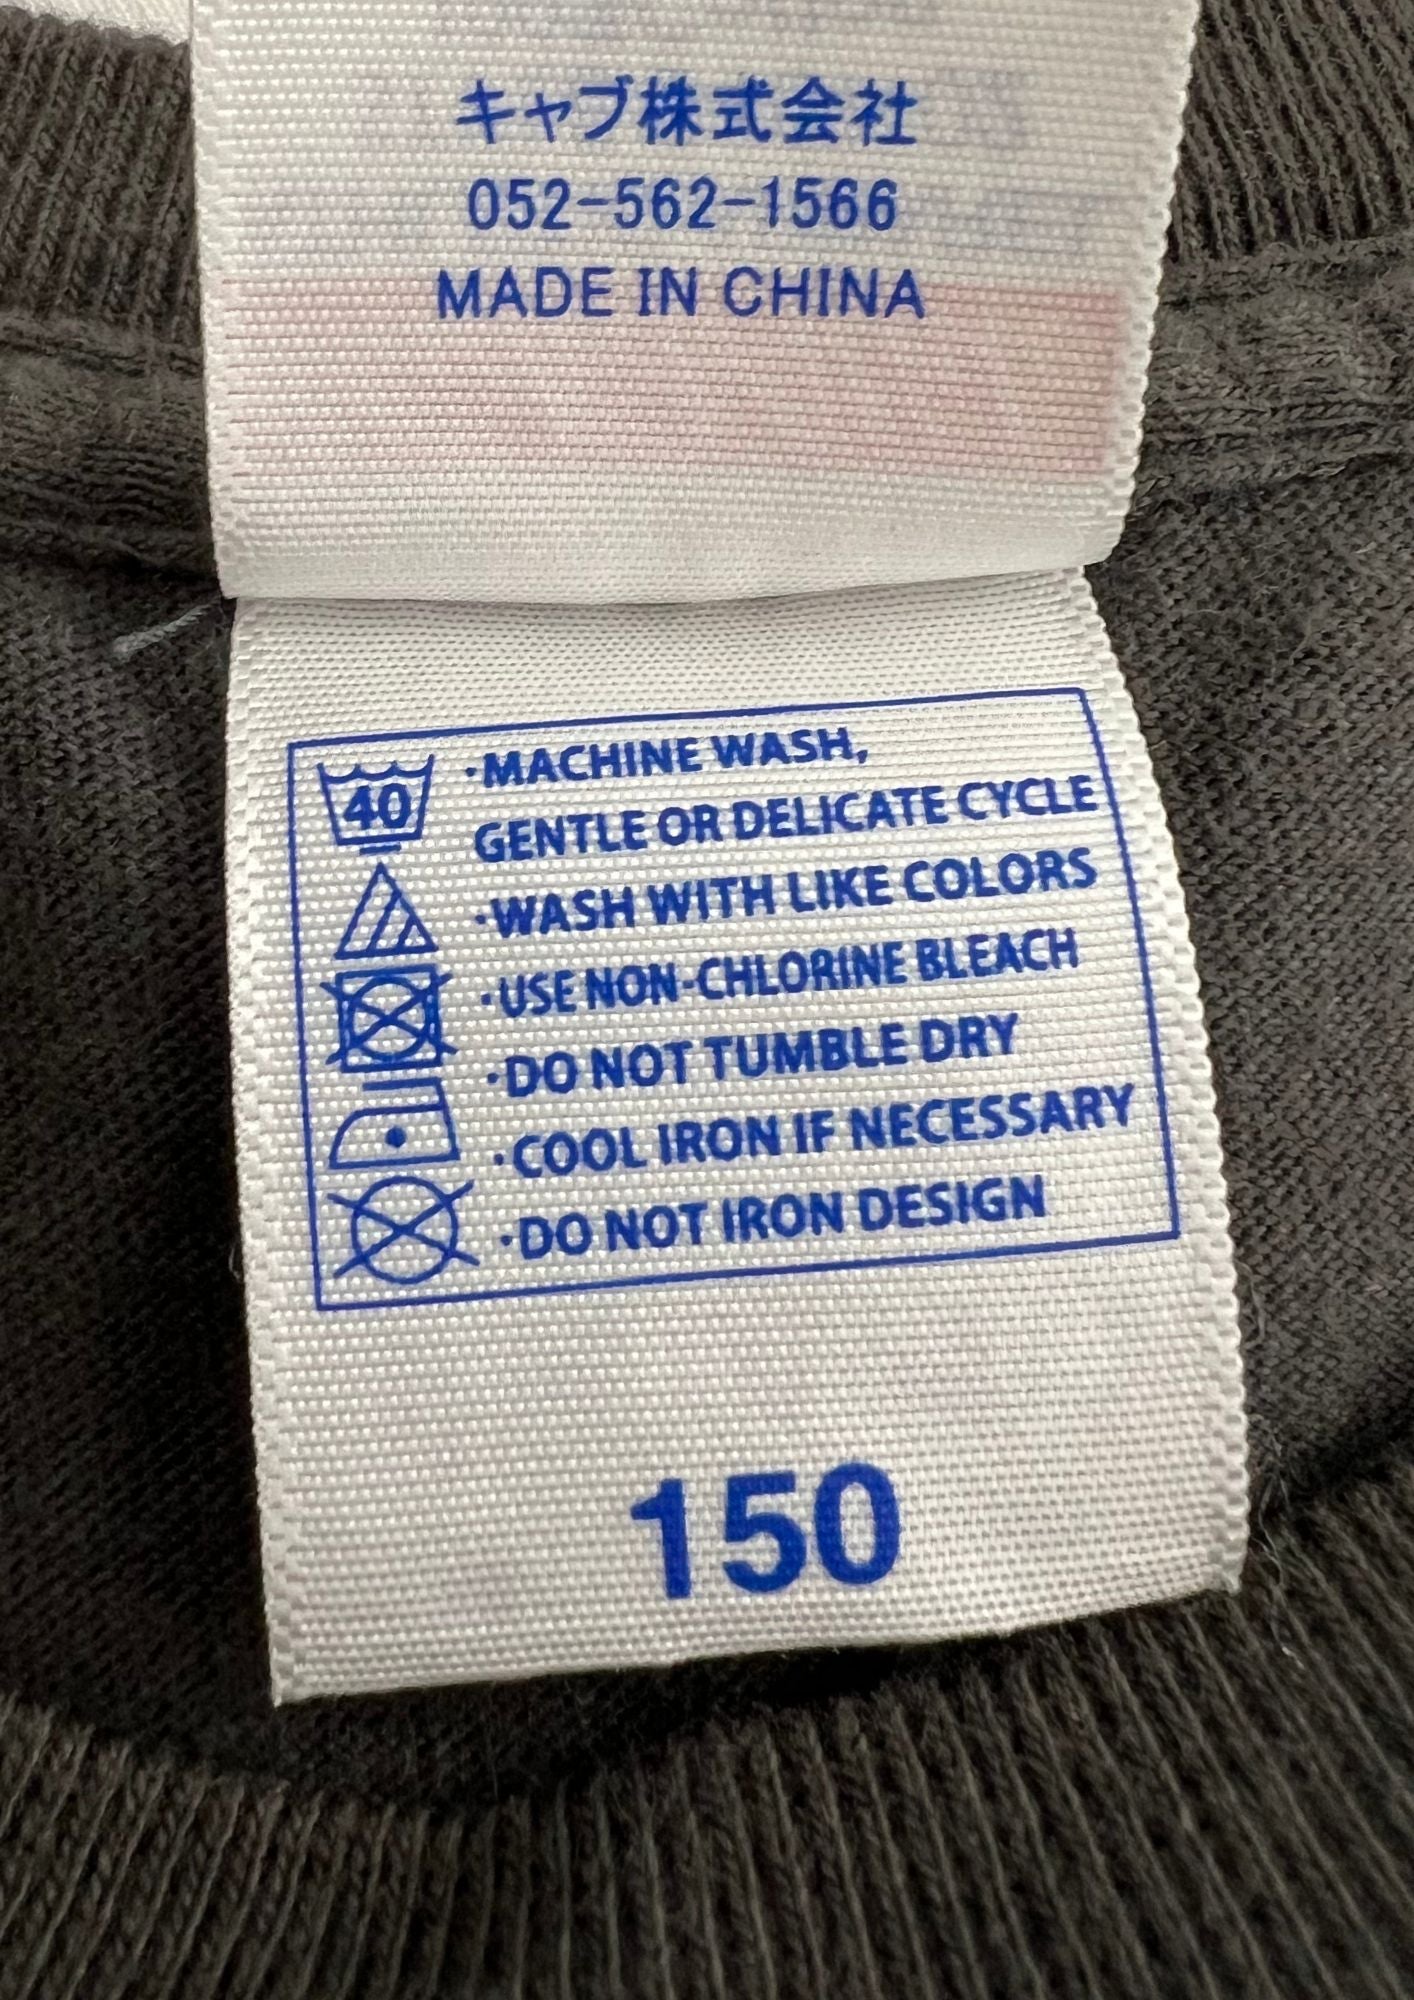 キャブ株式会社
052-562-1566
MADE IN CHINA
40
·MACHINE WASH,
GENTLE OR DELICATE CYCLE
·WASH WITH LIKE COLORS
·USE NON-CHLORINE BLEACH
·DO NOT TUMBLE DRY
·COOL IRON IF NECESSARY
·DO NOT IRON DESIGN
150